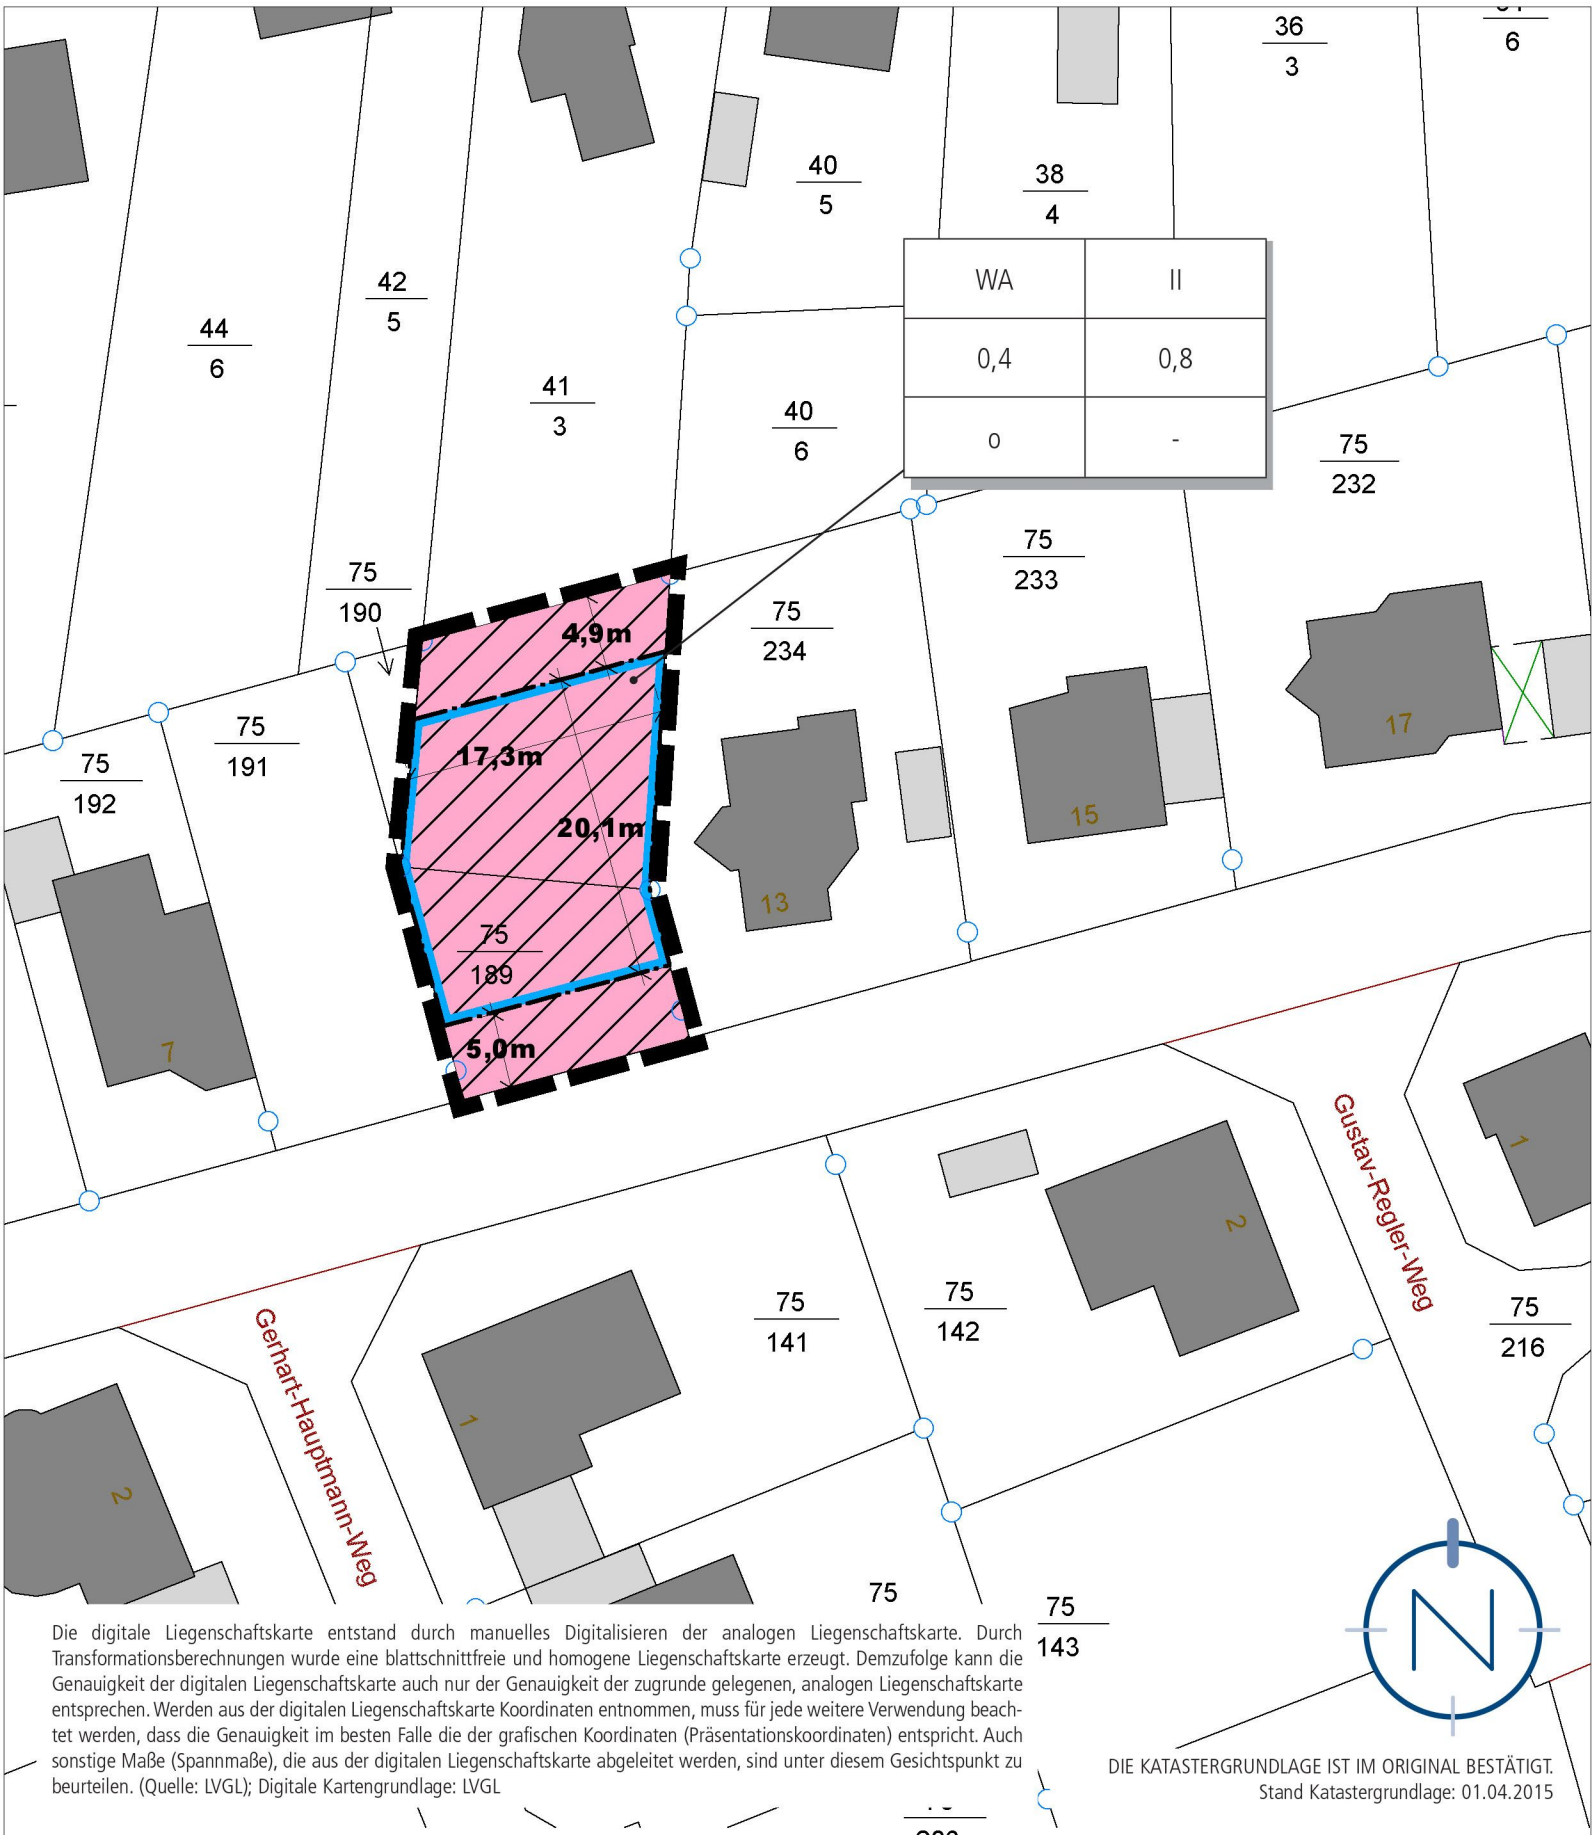 36
3
6
40
5
38
4
42
5
44
6
WA II
0,4 0,8
o -
41
3
40
6
75
232
75
233
75
190
75
234
4,9m
75
191
75
192
17,3m
17
20,1m
15
13
75
189
5,0m
7
1
2
Gustav-Regler-Weg
75
141
75
142
75
216
Gerhart-Hauptmann-Weg
1
2
75
75
143
N
Die digitale Liegenschaftskarte entstand durch manuelles Digitalisieren der analogen Liegenschaftskarte. Durch
Transformationsberechnungen wurde eine blattschnittfreie und homogene Liegenschaftskarte erzeugt. Demzufolge kann die
Genauigkeit der digitalen Liegenschaftskarte auch nur der Genauigkeit der zugrunde gelegenen, analogen Liegenschaftskarte
entsprechen. Werden aus der digitalen Liegenschaftskarte Koordinaten entnommen, muss für jede weitere Verwendung beach-
tet werden, dass die Genauigkeit im besten Falle die der grafischen Koordinaten (Präsentationskoordinaten) entspricht. Auch
sonstige Maße (Spannmaße), die aus der digitalen Liegenschaftskarte abgeleitet werden, sind unter diesem Gesichtspunkt zu
beurteilen. (Quelle: LVGL); Digitale Kartengrundlage: LVGL
DIE KATASTERGRUNDLAGE IST IM ORIGINAL BESTÄTIGT.
Stand Katastergrundlage: 01.04.2015